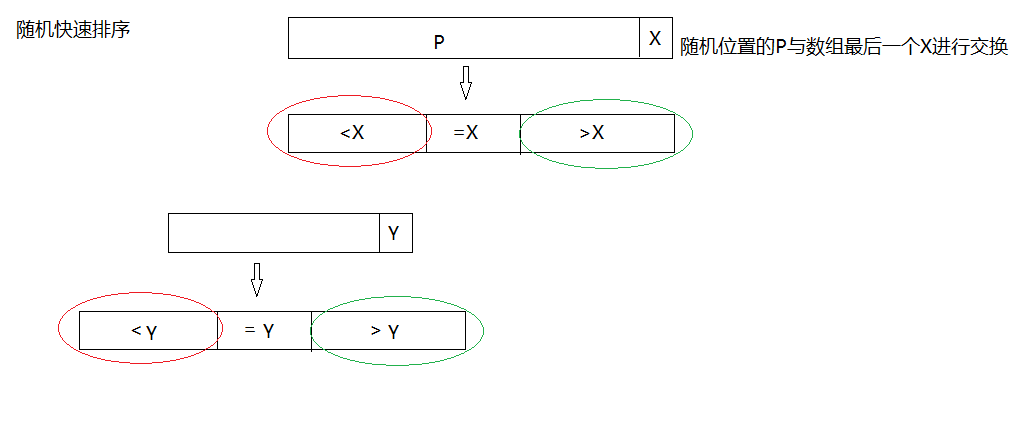 随机快速排序
P X
随机位置的P与数组最后一个X进行交换
<X =X >X
Y
<Y = Y > Y